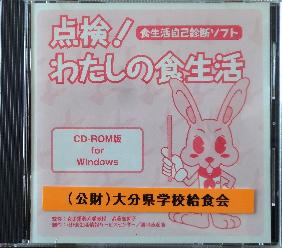 点検！
食生活自己診断ソフト
わたしの食生活
CD-ROM版
for
Windows
（公財）大分県学校給食会